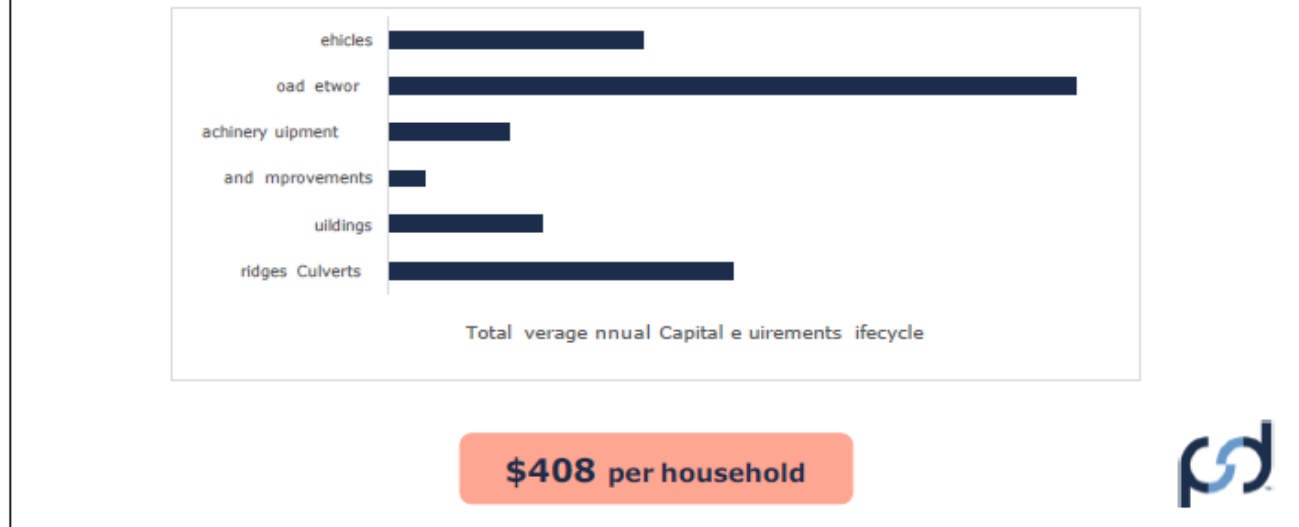 ehicles
oad etwor
achinery uipment
and mprovements
uildings
ridges Culverts
Total verage nnual Capital e uirements ifecycle
$408 per household
psd